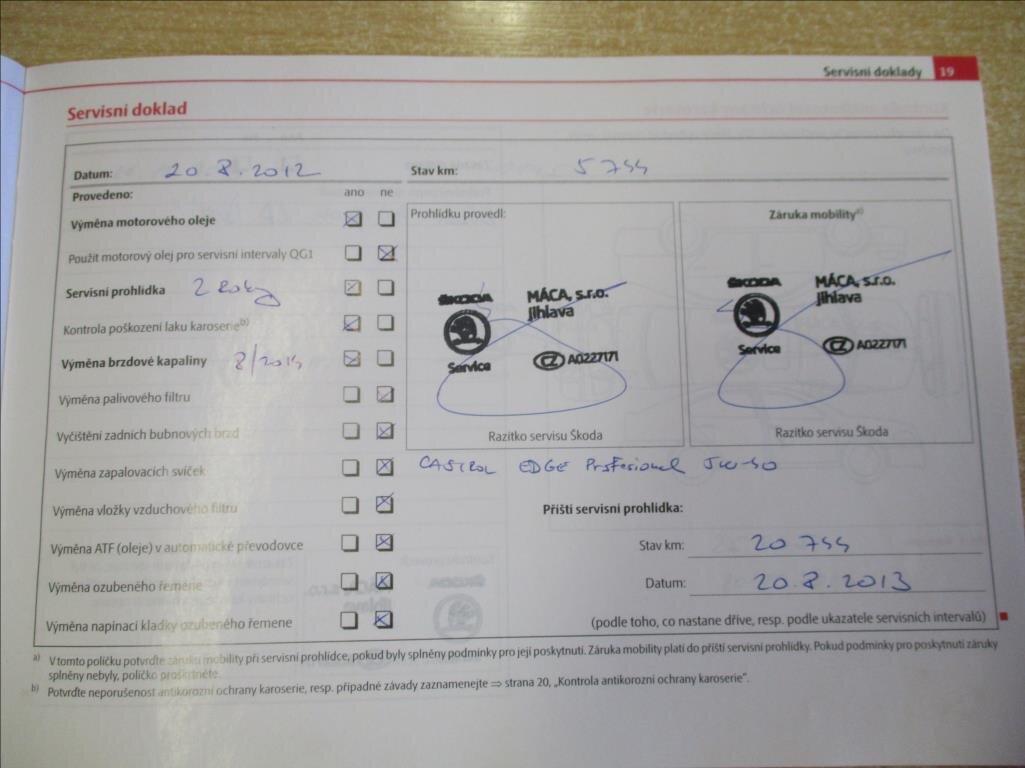 Servisní doklady 19
Servisní doklad
Datum: 20.8.2012 Stav km: 5 744
Provedeno: ano ne
Výměna motorového oleje
Použit motorový olej pro servisní intervaly QG1
Servisní prohlídka 2 Roky
Kontrola poškození laku karoserie b)
Výměna brzdové kapaliny 8/2014
Výměna palivového filtru
Vyčištění zadních bubnových brzd
Výměna zapalovacích svíček
Výměna vložky vzduchového filtru
Výměna ATF (oleje) v automatické převodovce
Výměna ozubeného řemene
Výměna napínací kladky ozubeného řemene
Prohlídku provedl:
ŠKODA MÁCA, s.r.o.
Jihlava
Service CZ A0227171
Razítko servisu Škoda
Záruka mobility a)
ŠKODA MÁCA, s.r.o.
Jihlava
Service CZ A0227171
Razítko servisu Škoda
CASTROL EDGE Profesional 5W-30
Příští servisní prohlídka:
Stav km: 20 744
Datum: 20.8.2013
(podle toho, co nastane dříve, resp. podle ukazatele servisních intervalů)
a) V tomto políčku potvrďte záruku mobility při servisní prohlídce, pokud byly splněny podmínky pro její poskytnutí. Záruka mobility platí do příští servisní prohlídky. Pokud podmínky pro poskytnutí záruky
splněny nebyly, políčko proškrtněte.
b) Potvrďte neporušenost antikorozní ochrany karoserie, resp. případné závady zaznamenejte ⇒ strana 20, „Kontrola antikorozní ochrany karoserie".